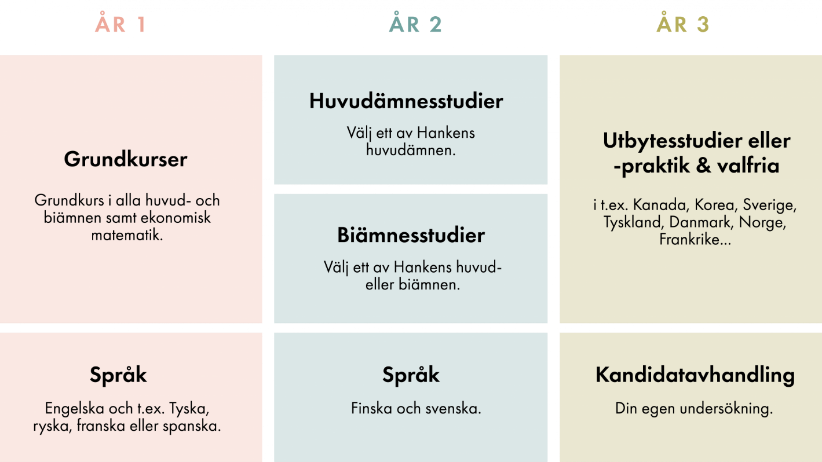 ÅR 1
Grundkurser
Grundkurs i alla huvud- och
biämnen samt ekonomisk
matematik.
Språk
Engelska och t.ex. Tyska,
ryska, franska eller spanska.
ÅR 2
Huvudämnesstudier
Välj ett av Hankens
huvudämnen.
Biämnesstudier
Välj ett av Hankens huvud-
eller biämnen.
Språk
Finska och svenska.
ÅR 3
Utbytesstudier eller
-praktik & valfria
i t.ex. Kanada, Korea, Sverige,
Tyskland, Danmark, Norge,
Frankrike...
Kandidatavhandling
Din egen undersökning.